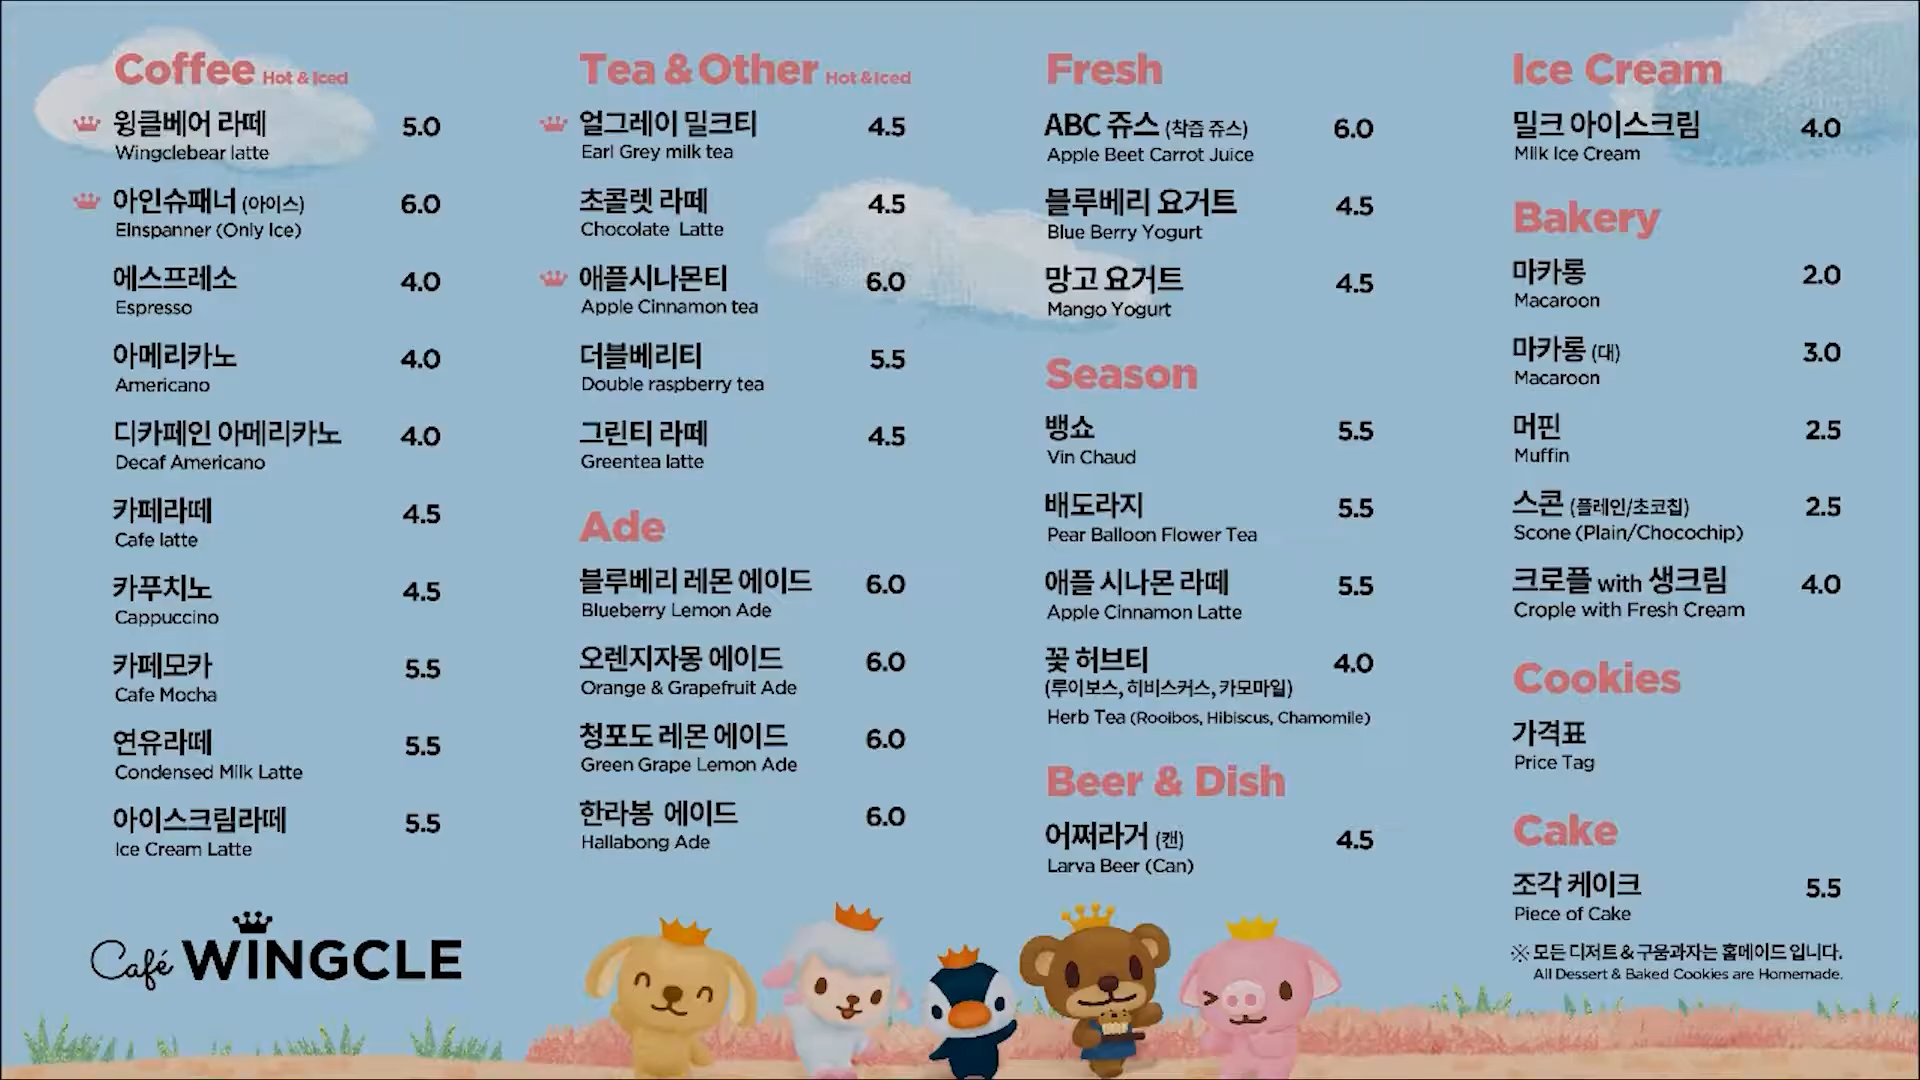 Coffee Hot & Iced
윙클베어 라떼 5.0
Wingclebear latte
아인슈패너 (아이스) 6.0
EInspanner (Only Ice)
에스프레소 4.0
Espresso
아메리카노 4.0
Americano
디카페인 아메리카노 4.0
Decaf Americano
카페라떼 4.5
Cafe latte
카푸치노 4.5
Cappuccino
카페모카 5.5
Cafe Mocha
연유라떼 5.5
Condensed Milk Latte
아이스크림라떼 5.5
Ice Cream Latte
Café WINGCLE
Tea & Other Hot & Iced
얼그레이 밀크티 4.5
Earl Grey milk tea
초콜렛 라떼 4.5
Chocolate Latte
애플시나몬티 6.0
Apple Cinnamon tea
더블베리티 5.5
Double raspberry tea
그린티 라떼 4.5
Greentea latte
Ade
블루베리 레몬 에이드 6.0
Blueberry Lemon Ade
오렌지자몽 에이드 6.0
Orange & Grapefruit Ade
청포도 레몬 에이드 6.0
Green Grape Lemon Ade
한라봉 에이드 6.0
Hallabong Ade
Fresh
ABC 쥬스 (착즙 쥬스) 6.0
Apple Beet Carrot Juice
블루베리 요거트 4.5
Blue Berry Yogurt
망고 요거트 4.5
Mango Yogurt
Season
뱅쇼 5.5
Vin Chaud
배도라지 5.5
Pear Balloon Flower Tea
애플 시나몬 라떼 5.5
Apple Cinnamon Latte
꽃 허브티 4.0
(루이보스, 히비스커스, 카모마일)
Herb Tea (Rooibos, Hibiscus, Chamomile)
Beer & Dish
어쩌라거 (캔) 4.5
Larva Beer (Can)
Ice Cream
밀크 아이스크림 4.0
Milk Ice Cream
Bakery
마카롱 2.0
Macaroon
마카롱 (대) 3.0
Macaroon
머핀 2.5
Muffin
스콘 (플레인/초코칩) 2.5
Scone (Plain/Chocochip)
크로플 with 생크림 4.0
Crople with Fresh Cream
Cookies
가격표
Price Tag
Cake
조각 케이크 5.5
Piece of Cake
※ 모든 디저트 & 구움과자는 홈메이드 입니다.
All Dessert & Baked Cookies are Homemade.